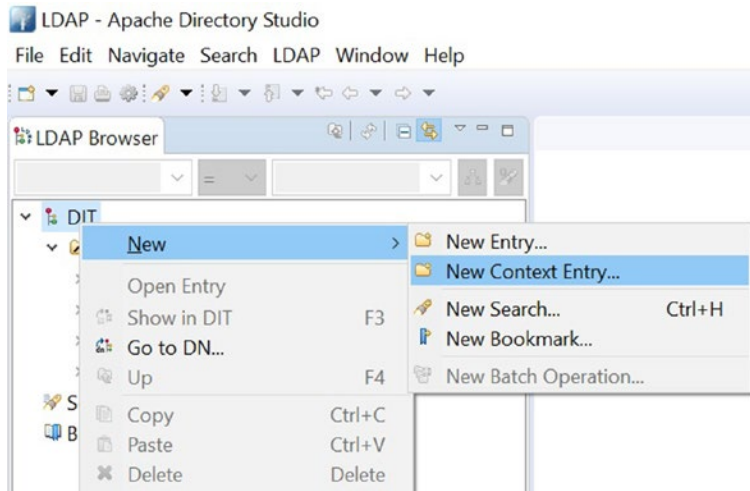 LDAP - Apache Directory Studio
File Edit Navigate Search LDAP Window Help
LDAP Browser
=
DIT
New
New Entry...
New Context Entry...
Open Entry
New Search... Ctrl+H
Show in DIT F3
New Bookmark...
Go to DN...
Up F4
New Batch Operation...
S
Copy Ctrl+C
B
Paste Ctrl+V
Delete Delete